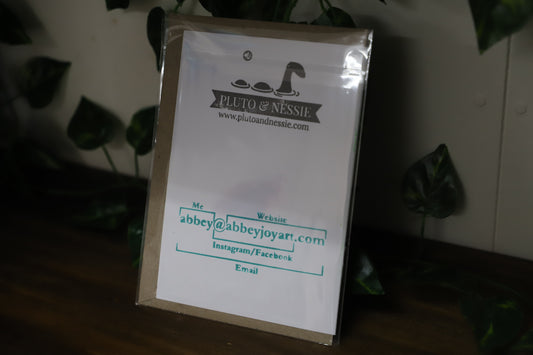 PLUTO & NESSIE
www.plutoandnessie.com
Me Website
abbey@abbeyjoyart.com
Instagram/Facebook
Email